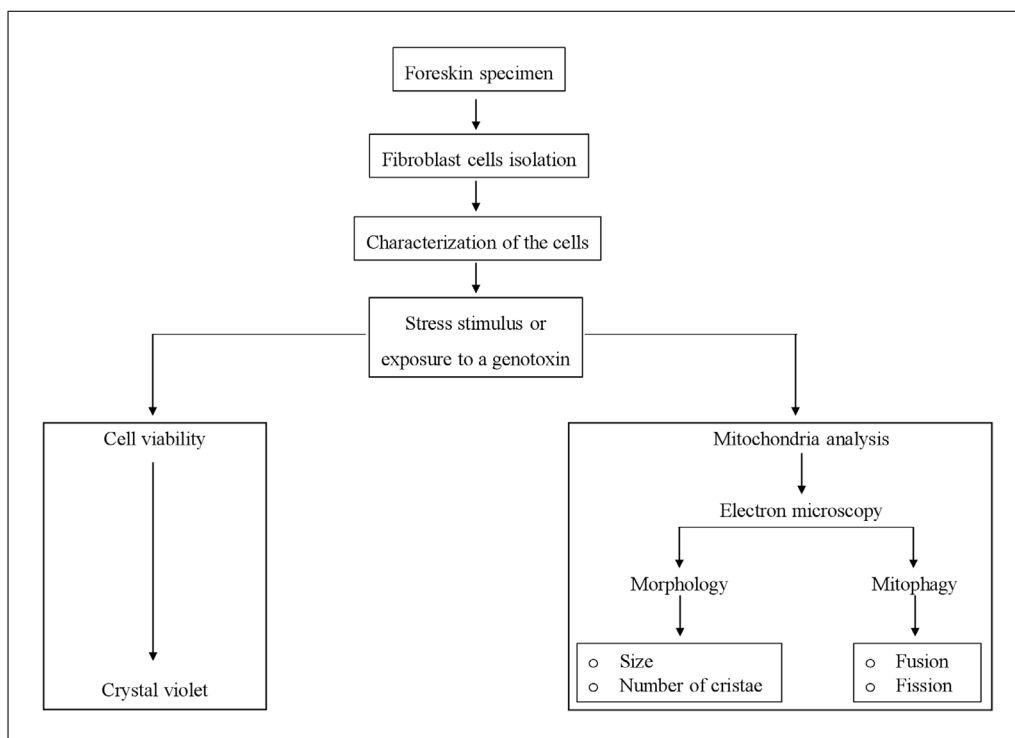 Foreskin specimen
Fibroblast cells isolation
Characterization of the cells
Stress stimulus or
exposure to a genotoxin
Cell viability
Crystal violet
Mitochondria analysis
Electron microscopy
Morphology
Mitophagy
o Size
o Number of cristae
o Fusion
o Fission